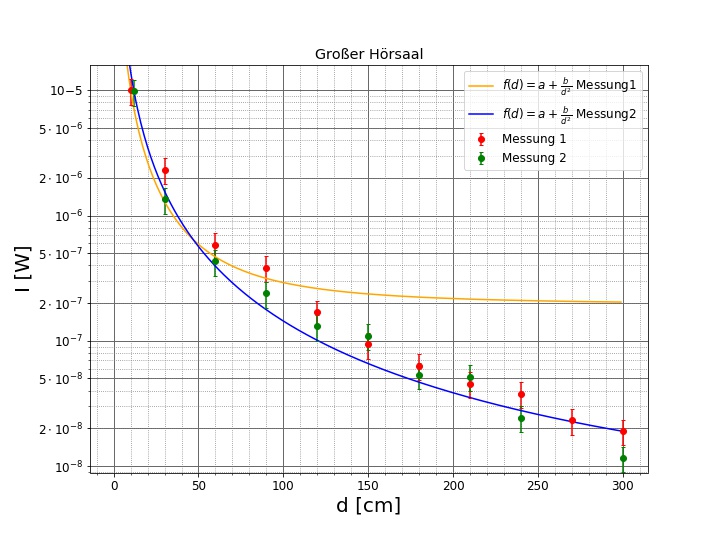 Großer Hörsaal
f(d) = a + b/d² Messung1
f(d) = a + b/d² Messung2
Messung 1
Messung 2
I [W]
10−5
5·10⁻⁶
2·10⁻⁶
10⁻⁶
5·10⁻⁷
2·10⁻⁷
10⁻⁷
5·10⁻⁸
2·10⁻⁸
10⁻⁸
0 50 100 150 200 250 300
d [cm]